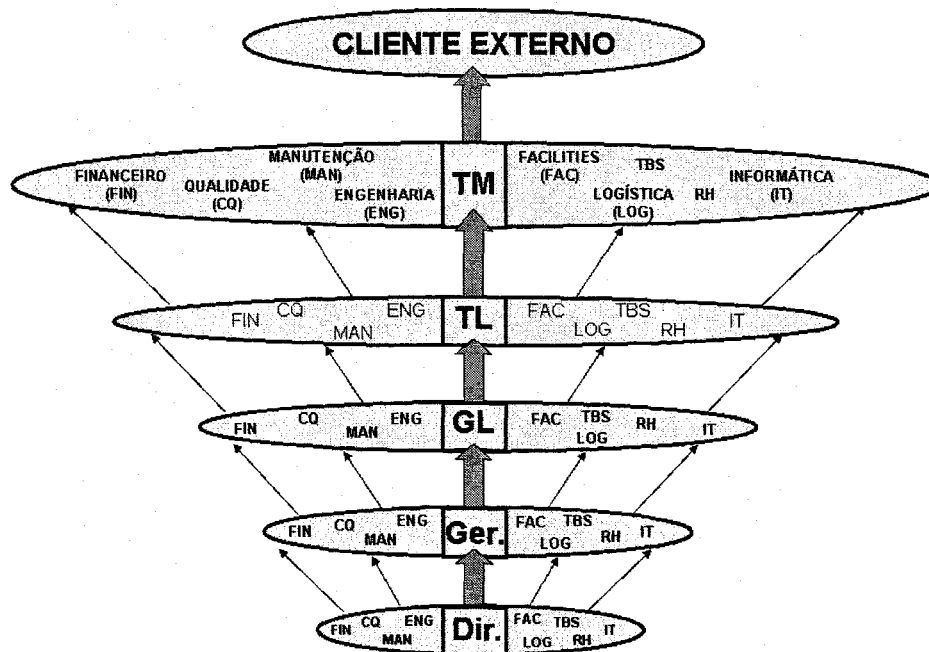 CLIENTE EXTERNO
FINANCEIRO
(FIN)
QUALIDADE
(CQ)
MANUTENÇÃO
(MAN)
ENGENHARIA
(ENG)
TM
FACILITIES
(FAC)
TBS
LOGÍSTICA
(LOG)
RH
INFORMÁTICA
(IT)
FIN
CQ
MAN
ENG
TL
FAC
TBS
LOG
RH
IT
FIN
CQ
MAN
ENG
GL
FAC
TBS
LOG
RH
IT
FIN
CQ
MAN
ENG
Ger.
FAC
TBS
LOG
RH
IT
FIN
CQ
MAN
ENG
Dir.
FAC
TBS
LOG
RH
IT